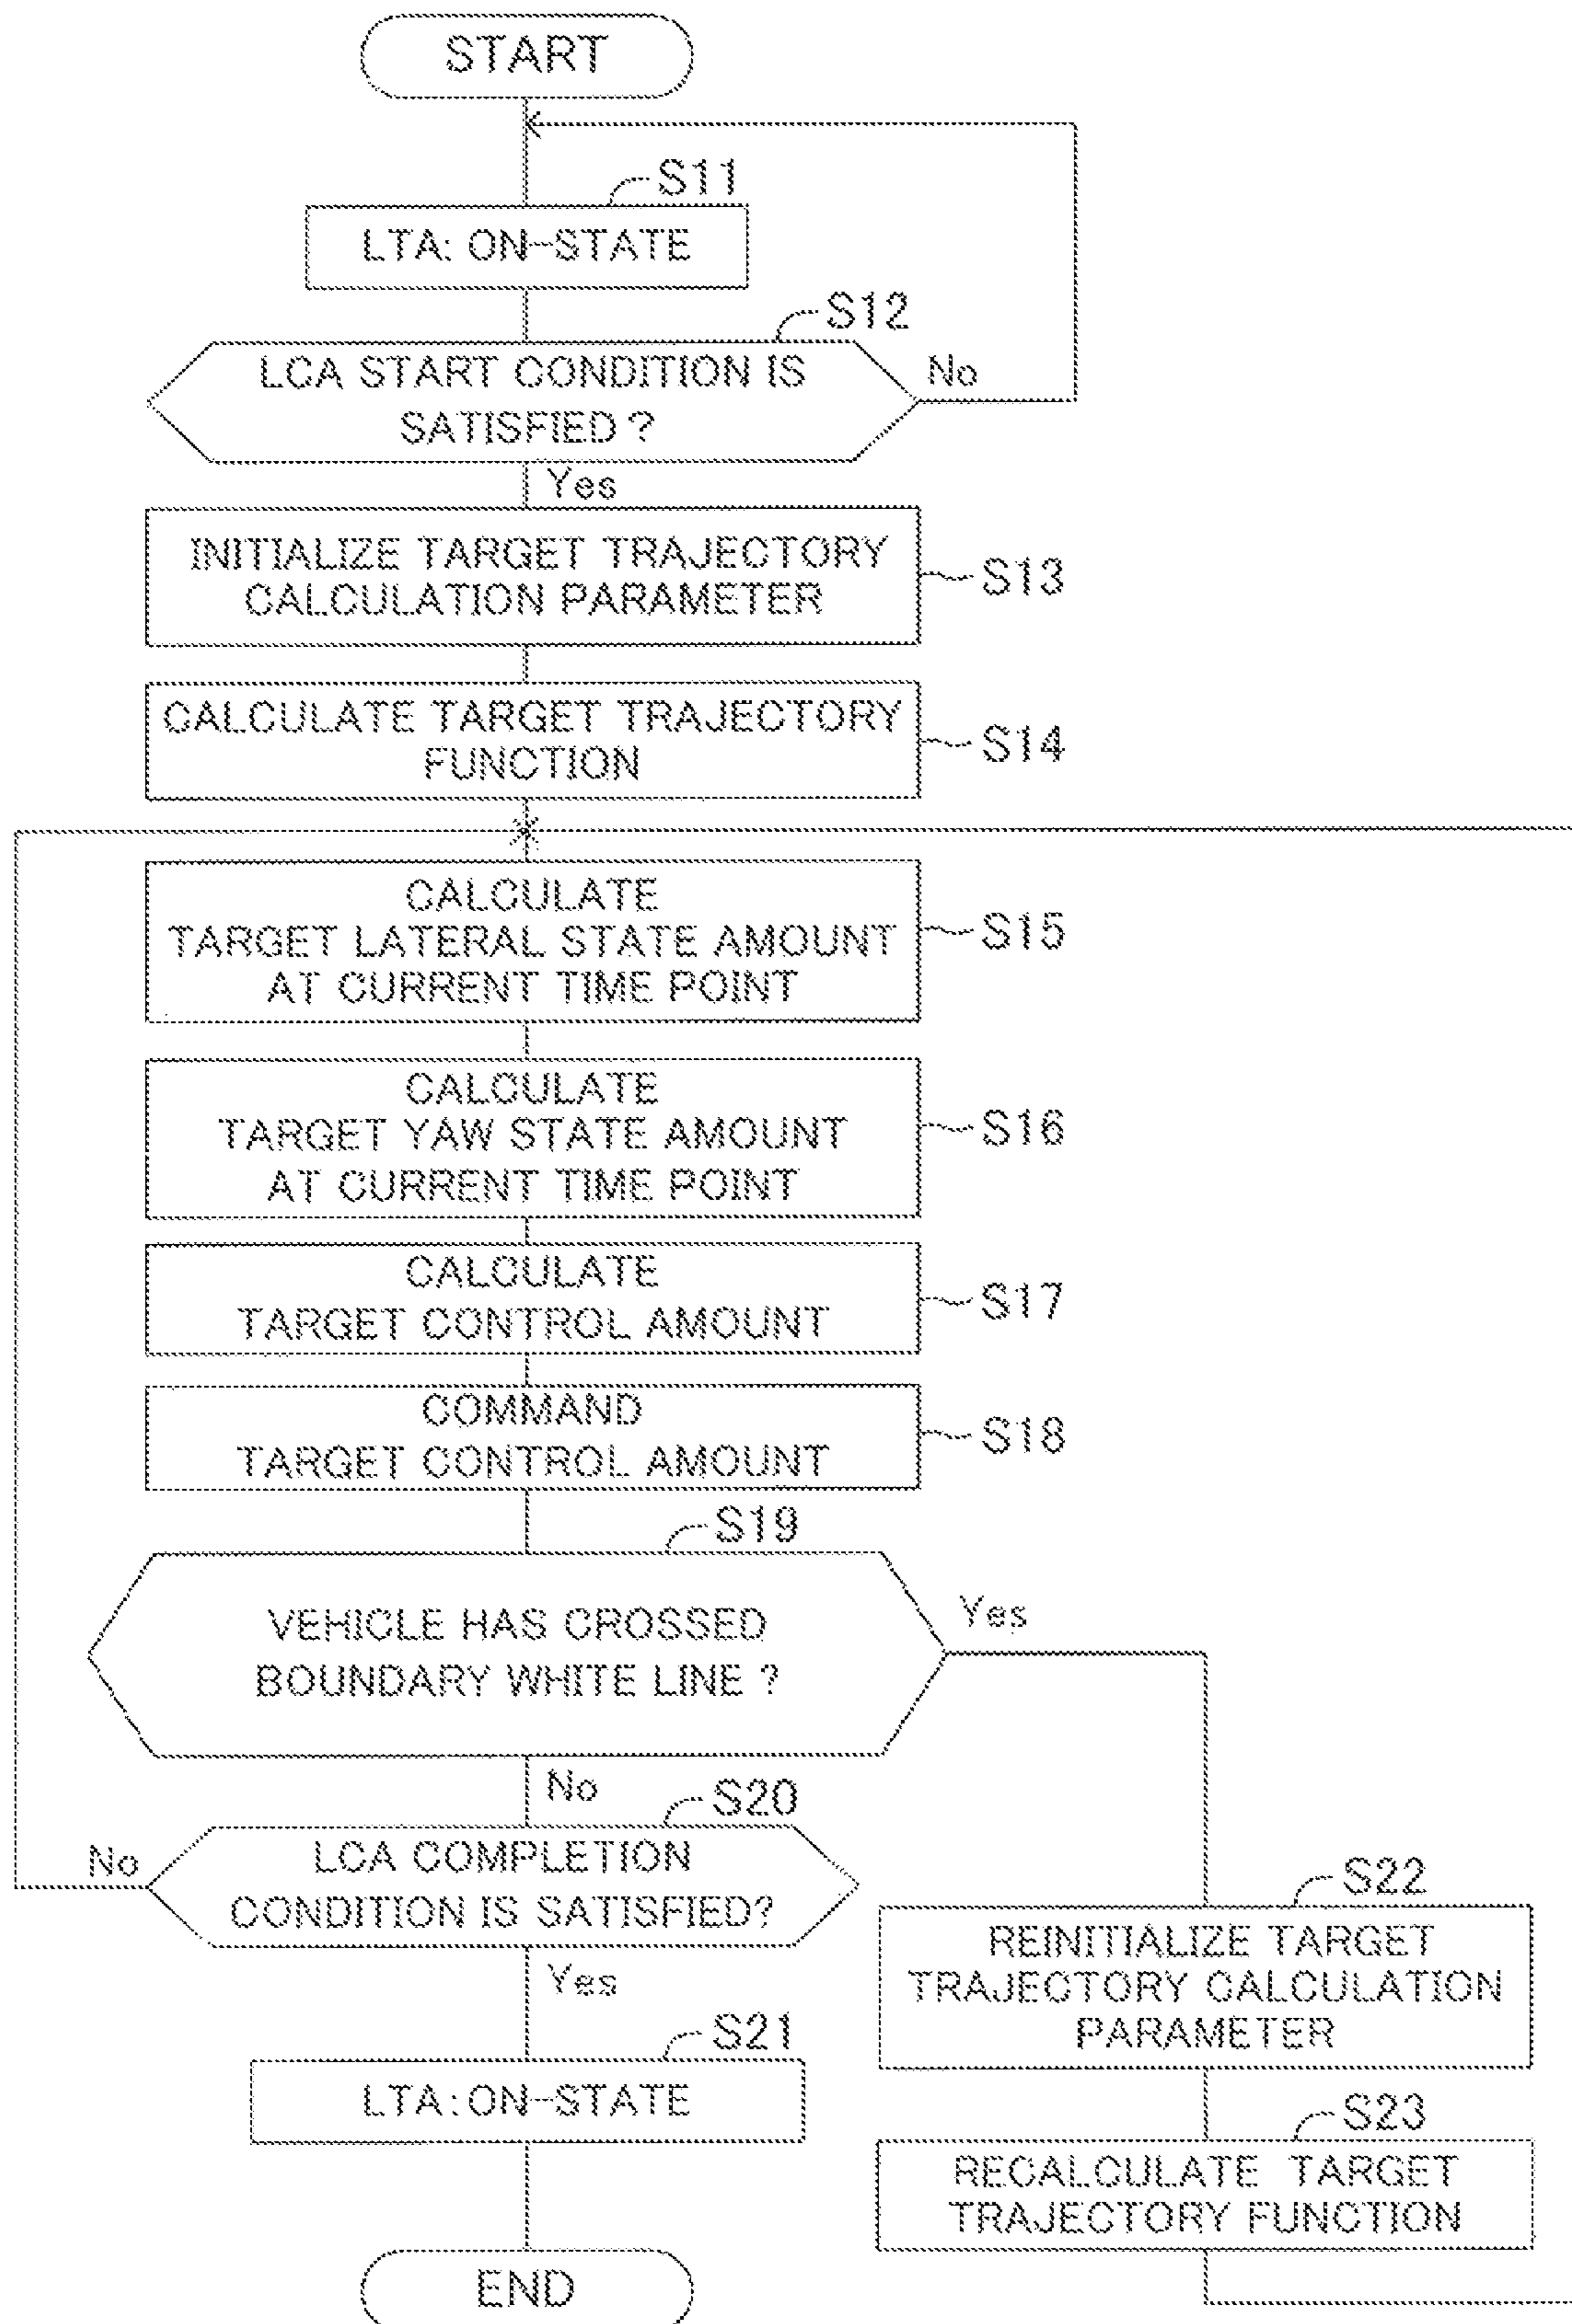 START
S11
LTA: ON-STATE
S12
LCA START CONDITION IS
SATISFIED ?
No
Yes
INITIALIZE TARGET TRAJECTORY
CALCULATION PARAMETER
S13
CALCULATE TARGET TRAJECTORY
FUNCTION
S14
CALCULATE
TARGET LATERAL STATE AMOUNT
AT CURRENT TIME POINT
S15
CALCULATE
TARGET YAW STATE AMOUNT
AT CURRENT TIME POINT
S16
CALCULATE
TARGET CONTROL AMOUNT
S17
COMMAND
TARGET CONTROL AMOUNT
S18
S19
VEHICLE HAS CROSSED
BOUNDARY WHITE LINE ?
Yes
No
S20
LCA COMPLETION
CONDITION IS SATISFIED?
No
Yes
S21
LTA: ON-STATE
END
S22
REINITIALIZE TARGET
TRAJECTORY CALCULATION
PARAMETER
S23
RECALCULATE TARGET
TRAJECTORY FUNCTION